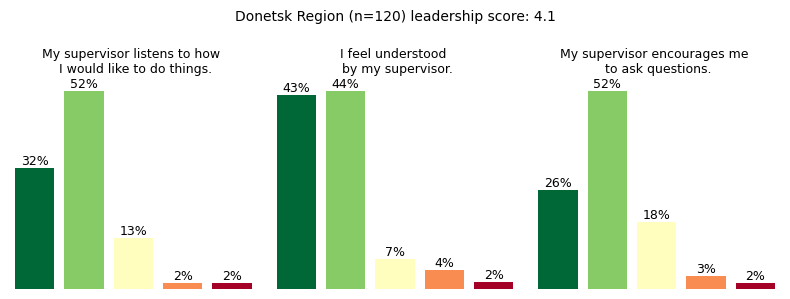 Donetsk Region (n=120) leadership score: 4.1
My supervisor listens to how
I would like to do things.
32%
52%
13%
2%
2%
I feel understood
by my supervisor.
43%
44%
7%
4%
2%
My supervisor encourages me
to ask questions.
26%
52%
18%
3%
2%